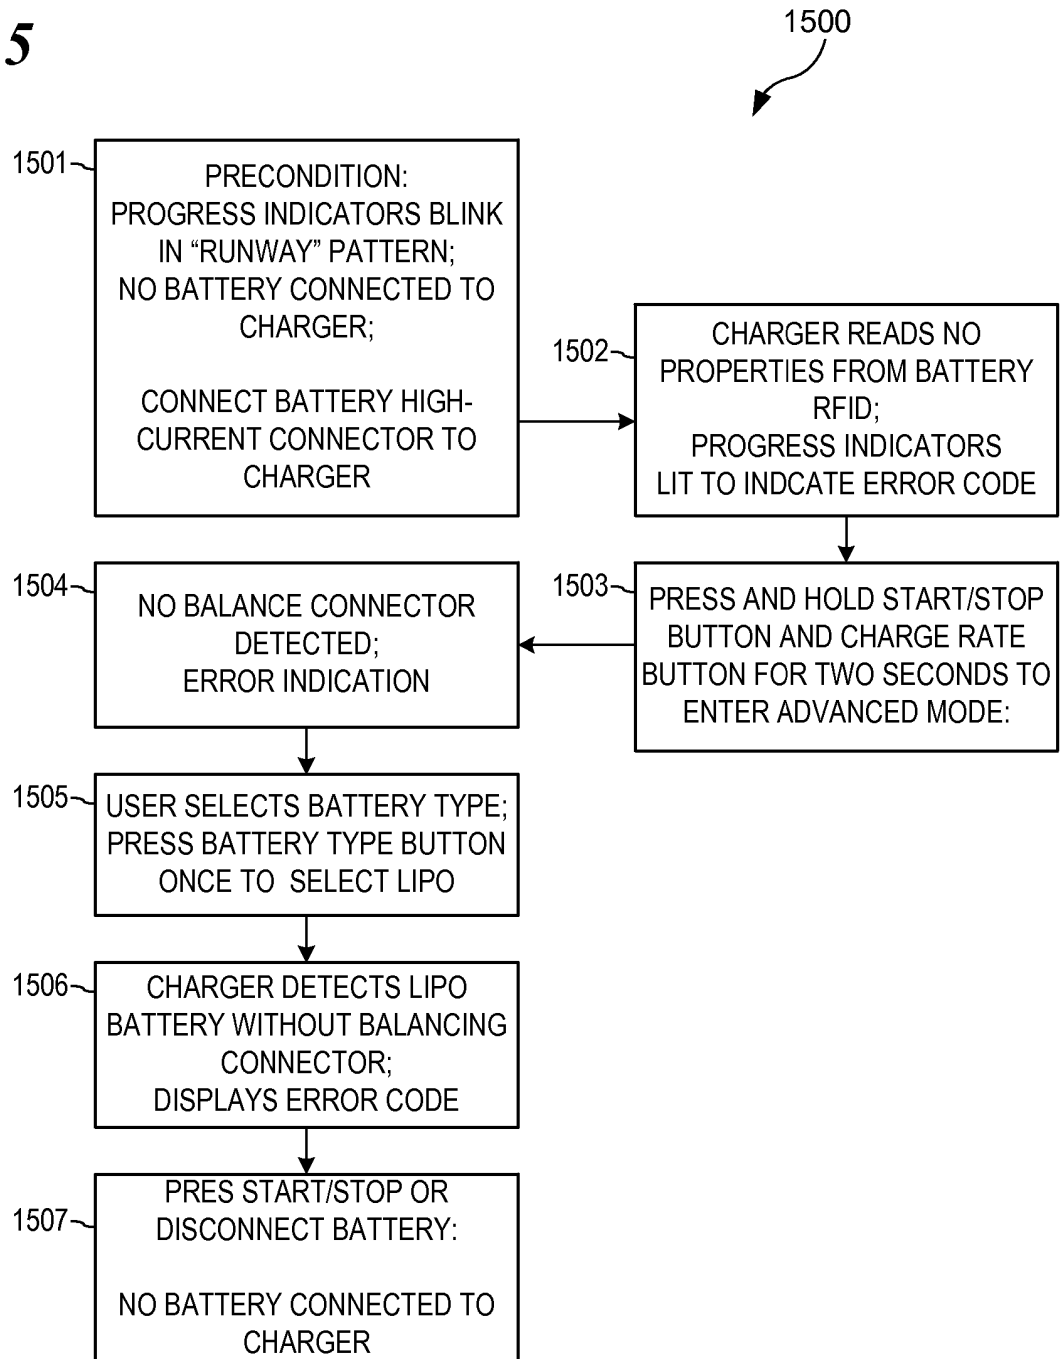 5
1500
1501
PRECONDITION:
PROGRESS INDICATORS BLINK
IN “RUNWAY” PATTERN;
NO BATTERY CONNECTED TO
CHARGER;
CONNECT BATTERY HIGH-
CURRENT CONNECTOR TO
CHARGER
1502
CHARGER READS NO
PROPERTIES FROM BATTERY
RFID;
PROGRESS INDICATORS
LIT TO INDCATE ERROR CODE
1503
PRESS AND HOLD START/STOP
BUTTON AND CHARGE RATE
BUTTON FOR TWO SECONDS TO
ENTER ADVANCED MODE:
1504
NO BALANCE CONNECTOR
DETECTED;
ERROR INDICATION
1505
USER SELECTS BATTERY TYPE;
PRESS BATTERY TYPE BUTTON
ONCE TO SELECT LIPO
1506
CHARGER DETECTS LIPO
BATTERY WITHOUT BALANCING
CONNECTOR;
DISPLAYS ERROR CODE
1507
PRES START/STOP OR
DISCONNECT BATTERY:
NO BATTERY CONNECTED TO
CHARGER